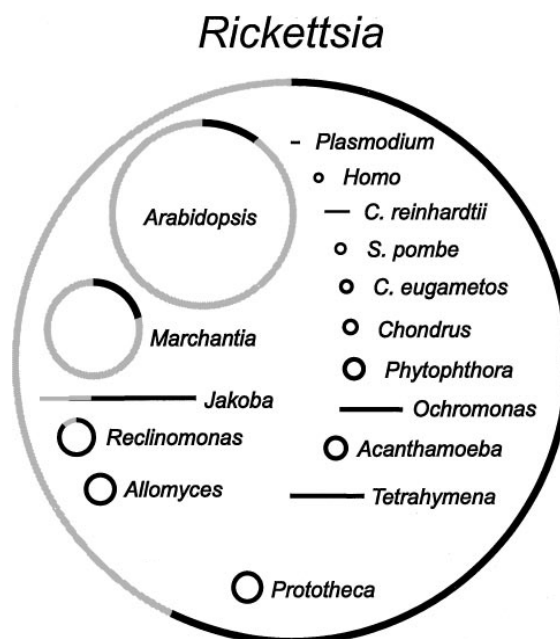 Rickettsia
Plasmodium
Homo
Arabidopsis
C. reinhardtii
S. pombe
C. eugametos
Chondrus
Marchantia
Phytophthora
Jakoba
Ochromonas
Reclinomonas
Acanthamoeba
Allomyces
Tetrahymena
Prototheca